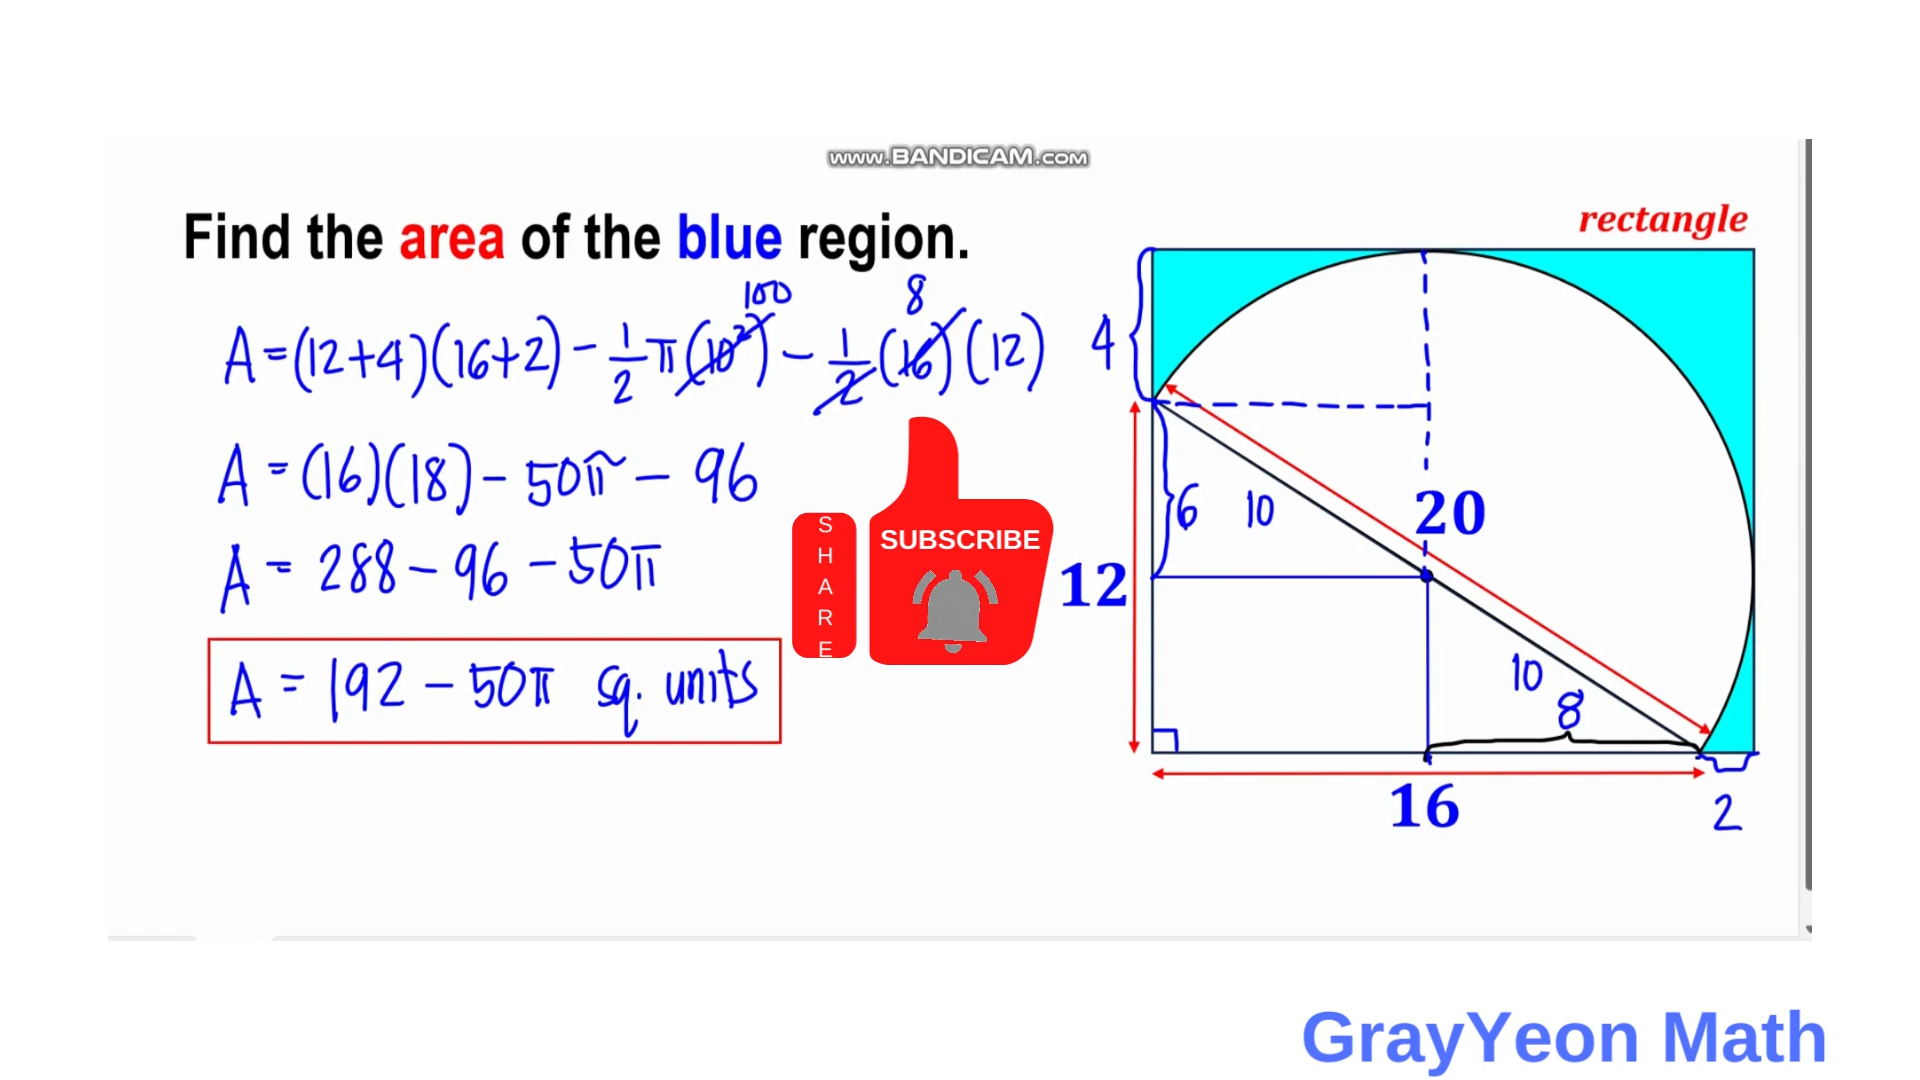 www.BANDICAM.com
Find the area of the blue region.
rectangle
100
8
A=(12+4)(16+2) - 1/2 π(10²) - 1/2 (16)(12)
4
A = (16)(18) - 50π - 96
6
10
20
SHARE
SUBSCRIBE
A = 288 - 96 - 50π
12
A = 192 - 50π sq. units
10
8
16
2
GrayYeon Math